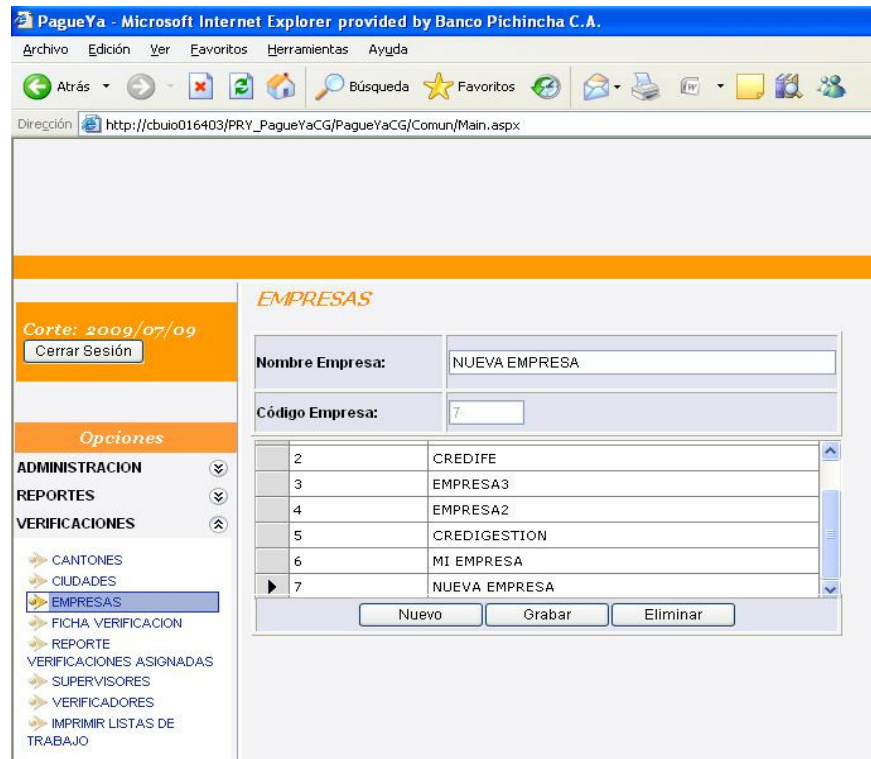 PagueYa - Microsoft Internet Explorer provided by Banco Pichincha C.A.
Archivo Edición Ver Favoritos Herramientas Ayuda
Atrás Búsqueda Favoritos
Dirección http://cbuio016403/PRY_PagueYaCG/PagueYaCG/Comun/Main.aspx
Corte: 2009/07/09
Cerrar Sesión
Opciones
ADMINISTRACION
REPORTES
VERIFICACIONES
CANTONES
CIUDADES
EMPRESAS
FICHA VERIFICACION
REPORTE
VERIFICACIONES ASIGNADAS
SUPERVISORES
VERIFICADORES
IMPRIMIR LISTAS DE
TRABAJO
EMPRESAS
Nombre Empresa: NUEVA EMPRESA
Código Empresa: 7
2 CREDIFE
3 EMPRESA3
4 EMPRESA2
5 CREDIGESTION
6 MI EMPRESA
7 NUEVA EMPRESA
Nuevo Grabar Eliminar